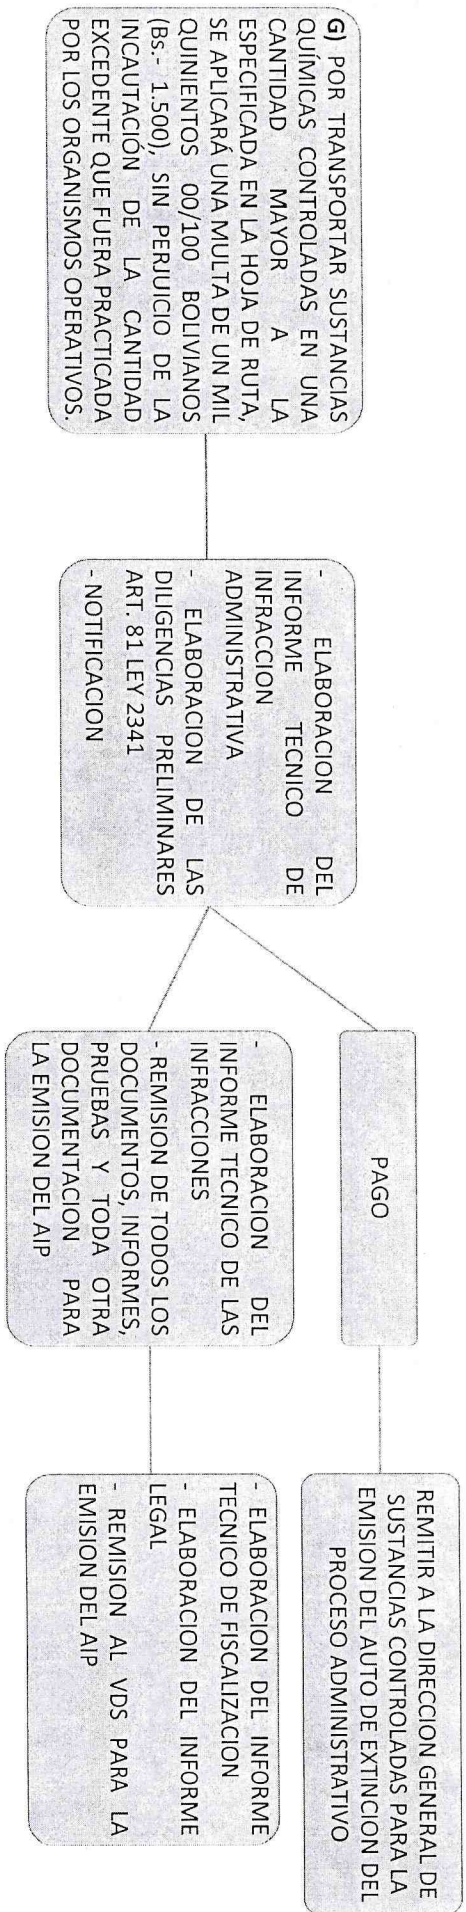 G) POR TRANSPORTAR SUSTANCIAS
QUÍMICAS CONTROLADAS EN UNA
CANTIDAD MAYOR A LA
ESPECIFICADA EN LA HOJA DE RUTA,
SE APLICARÁ UNA MULTA DE UN MIL
QUINIENTOS 00/100 BOLIVIANOS
(Bs.- 1.500), SIN PERJUICIO DE LA
INCAUTACIÓN DE LA CANTIDAD
EXCEDENTE QUE FUERA PRACTICADA
POR LOS ORGANISMOS OPERATIVOS.
- ELABORACION DEL
INFORME TECNICO DE
INFRACCION
ADMINISTRATIVA
- ELABORACION DE LAS
DILIGENCIAS PRELIMINARES
ART. 81 LEY 2341
- NOTIFICACION
PAGO
REMITIR A LA DIRECCION GENERAL DE
SUSTANCIAS CONTROLADAS PARA LA
EMISION DEL AUTO DE EXTINCION DEL
PROCESO ADMINISTRATIVO
- ELABORACION DEL
INFORME TECNICO DE LAS
INFRACCIONES
- REMISION DE TODOS LOS
DOCUMENTOS, INFORMES,
PRUEBAS Y TODA OTRA
DOCUMENTACION PARA
LA EMISION DEL AIP
- ELABORACION DEL INFORME
TECNICO DE FISCALIZACION
- ELABORACION DEL INFORME
LEGAL
- REMISION AL VDS PARA LA
EMISION DEL AIP